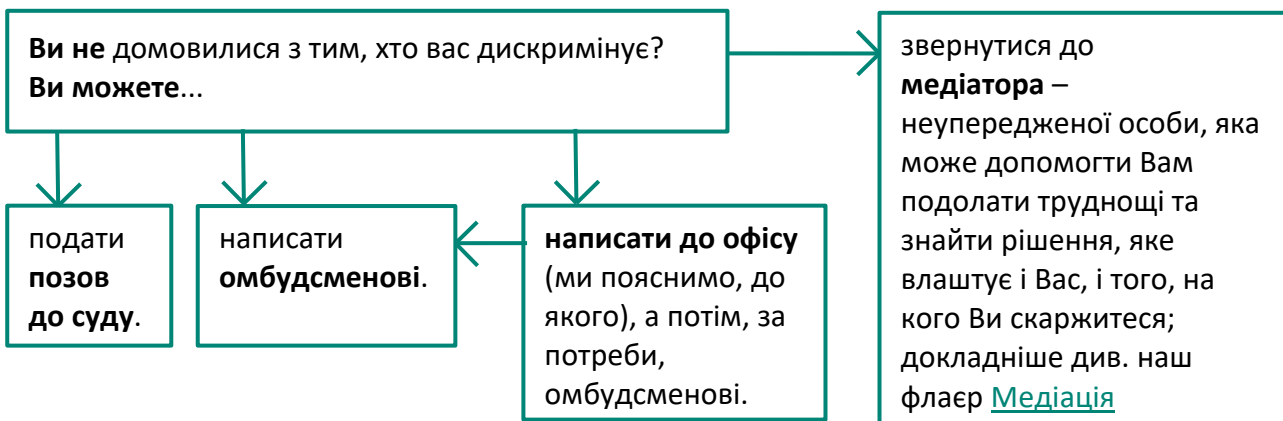 Ви не домовилися з тим, хто вас дискримінує?
Ви можете...
подати
позов
до суду.
написати
омбудсменові.
написати до офісу
(ми пояснимо, до
якого), а потім, за
потреби,
омбудсменові.
звернутися до
медіатора –
неупередженої особи, яка
може допомогти Вам
подолати труднощі та
знайти рішення, яке
влаштує і Вас, і того, на
кого Ви скаржитеся;
докладніше див. наш
флаєр Медіація